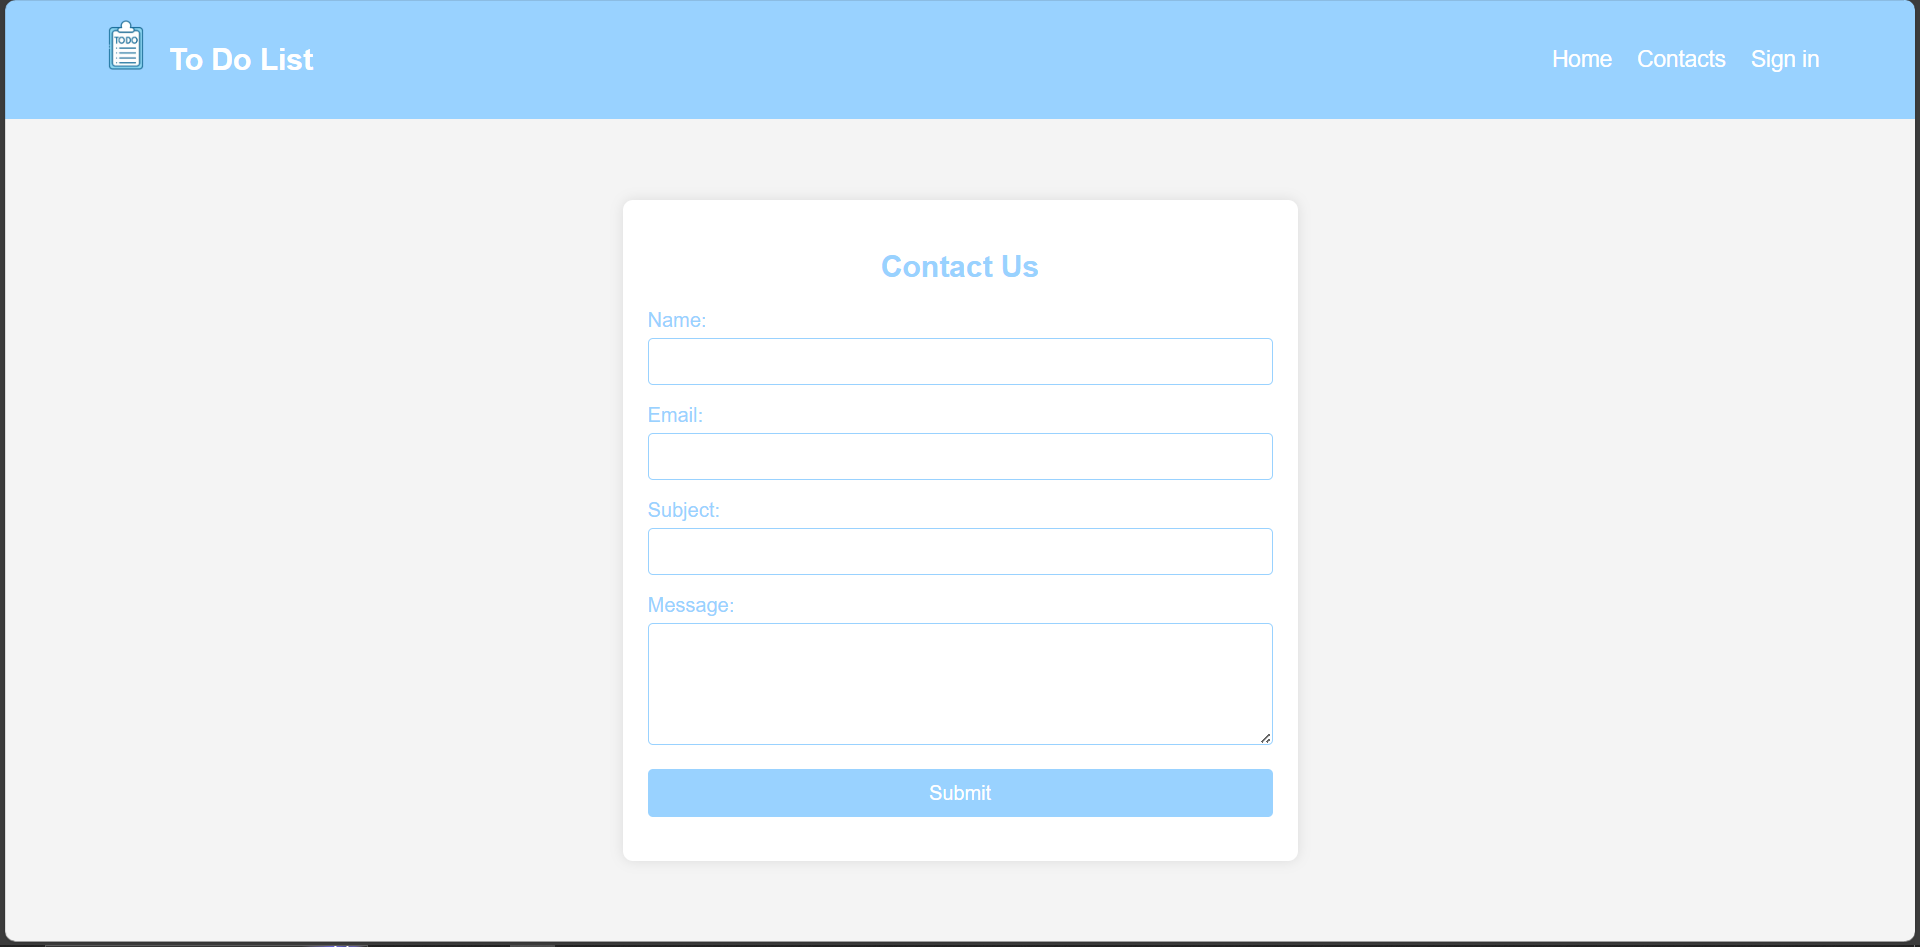 TODO
To Do List
Home Contacts Sign in
Contact Us
Name:
Email:
Subject:
Message:
Submit